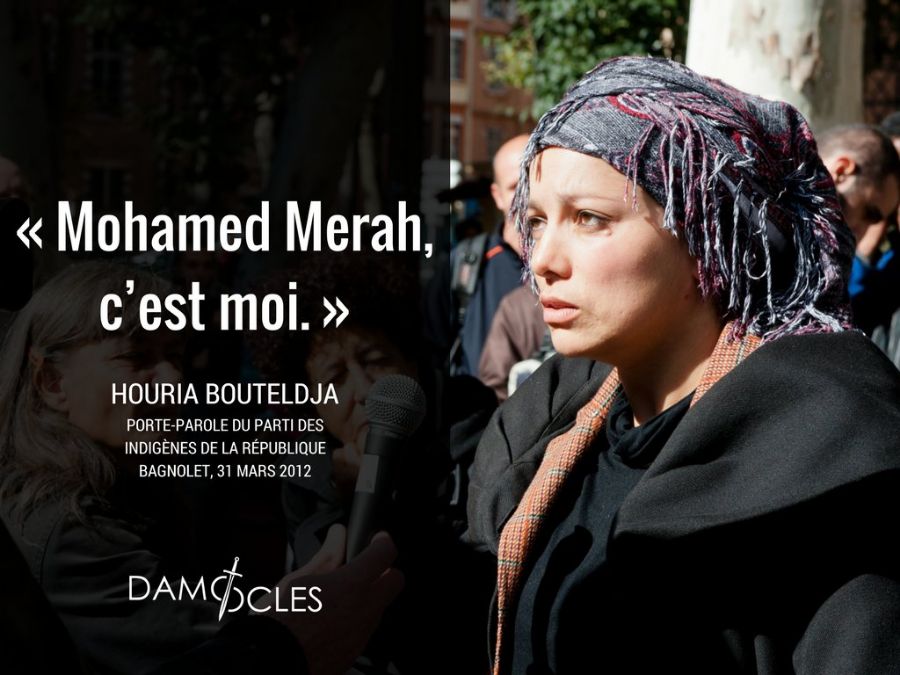 « Mohamed Merah,
c’est moi. »
HOURIA BOUTELDJA
PORTE-PAROLE DU PARTI DES
INDIGÈNES DE LA RÉPUBLIQUE
BAGNOLET, 31 MARS 2012
DAMOCLES